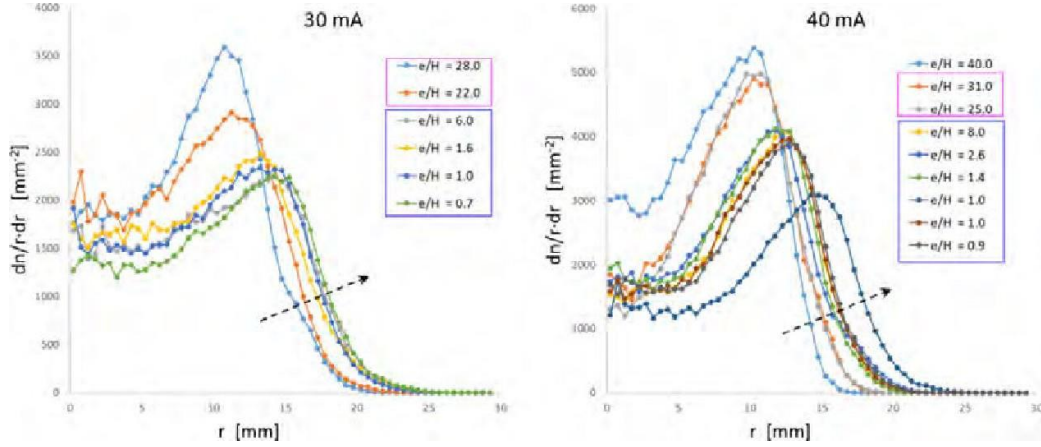 30 mA
4000
3500
3000
2500
2000
1500
1000
500
0
dn/r·dr [mm⁻²]
e/H = 28.0
e/H = 22.0
e/H = 6.0
e/H = 1.6
e/H = 1.0
e/H = 0.7
0 5 10 15 20 25 30
r [mm]
40 mA
6000
5000
4000
3000
2000
1000
0
dn/r·dr [mm⁻²]
e/H = 40.0
e/H = 31.0
e/H = 25.0
e/H = 8.0
e/H = 2.6
e/H = 1.4
e/H = 1.0
e/H = 1.0
e/H = 0.9
0 5 10 15 20 25 30
r [mm]